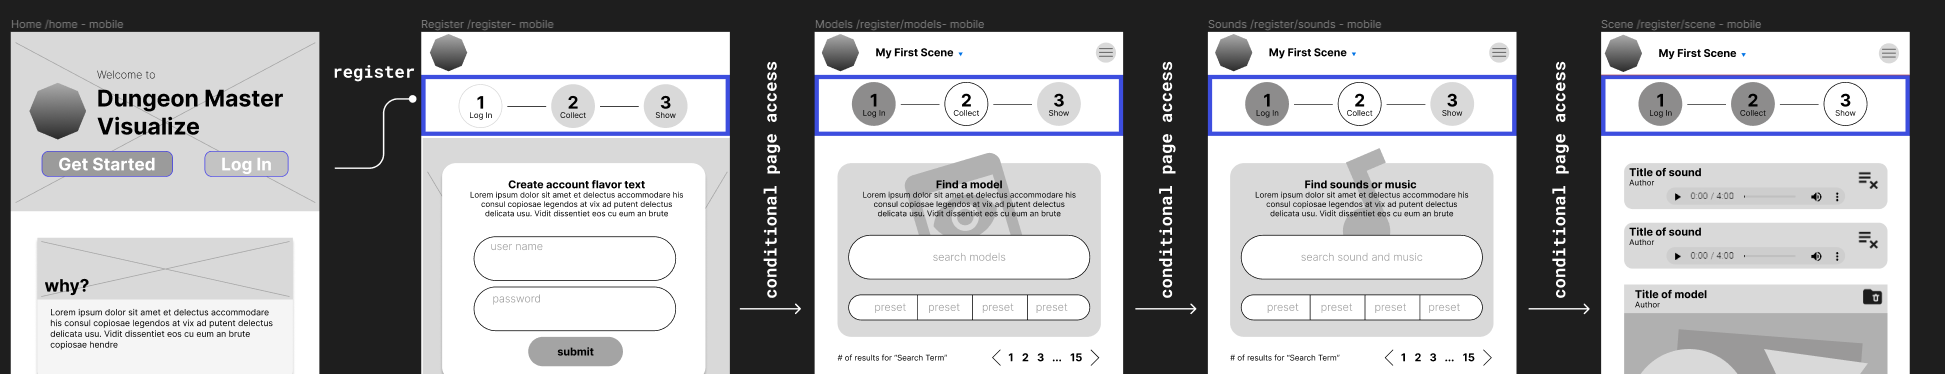 Home /home - mobile
Welcome to
Dungeon Master
Visualize
Get Started
Log In
why?
Lorem ipsum dolor sit amet et delectus accommodare
his consul copiosae legendos at vix ad putent delectus
delicata usu. Vidit dissentiet eos cu eum an brute
copiosae hendre
register
Register /register- mobile
1
Log In
2
Collect
3
Show
Create account flavor text
Lorem ipsum dolor sit amet et delectus accommodare his
consul copiosae legendos at vix ad putent delectus
delicata usu. Vidit dissentiet eos cu eum an brute
user name
password
submit
conditional page access
Models /register/models- mobile
My First Scene
1
Log In
2
Collect
3
Show
Find a model
Lorem ipsum dolor sit amet et delectus accommodare his
consul copiosae legendos at vix ad putent delectus
delicata usu. Vidit dissentiet eos cu eum an brute
search models
preset preset preset preset
# of results for "Search Term"
1 2 3 ... 15
conditional page access
Sounds /register/sounds - mobile
My First Scene
1
Log In
2
Collect
3
Show
Find sounds or music
Lorem ipsum dolor sit amet et delectus accommodare his
consul copiosae legendos at vix ad putent delectus
delicata usu. Vidit dissentiet eos cu eum an brute
search sound and music
preset preset preset preset
# of results for "Search Term"
1 2 3 ... 15
conditional page access
Scene /register/scene - mobile
My First Scene
1
Log In
2
Collect
3
Show
Title of sound
Author
0:00 / 4:00
Title of sound
Author
0:00 / 4:00
Title of model
Author